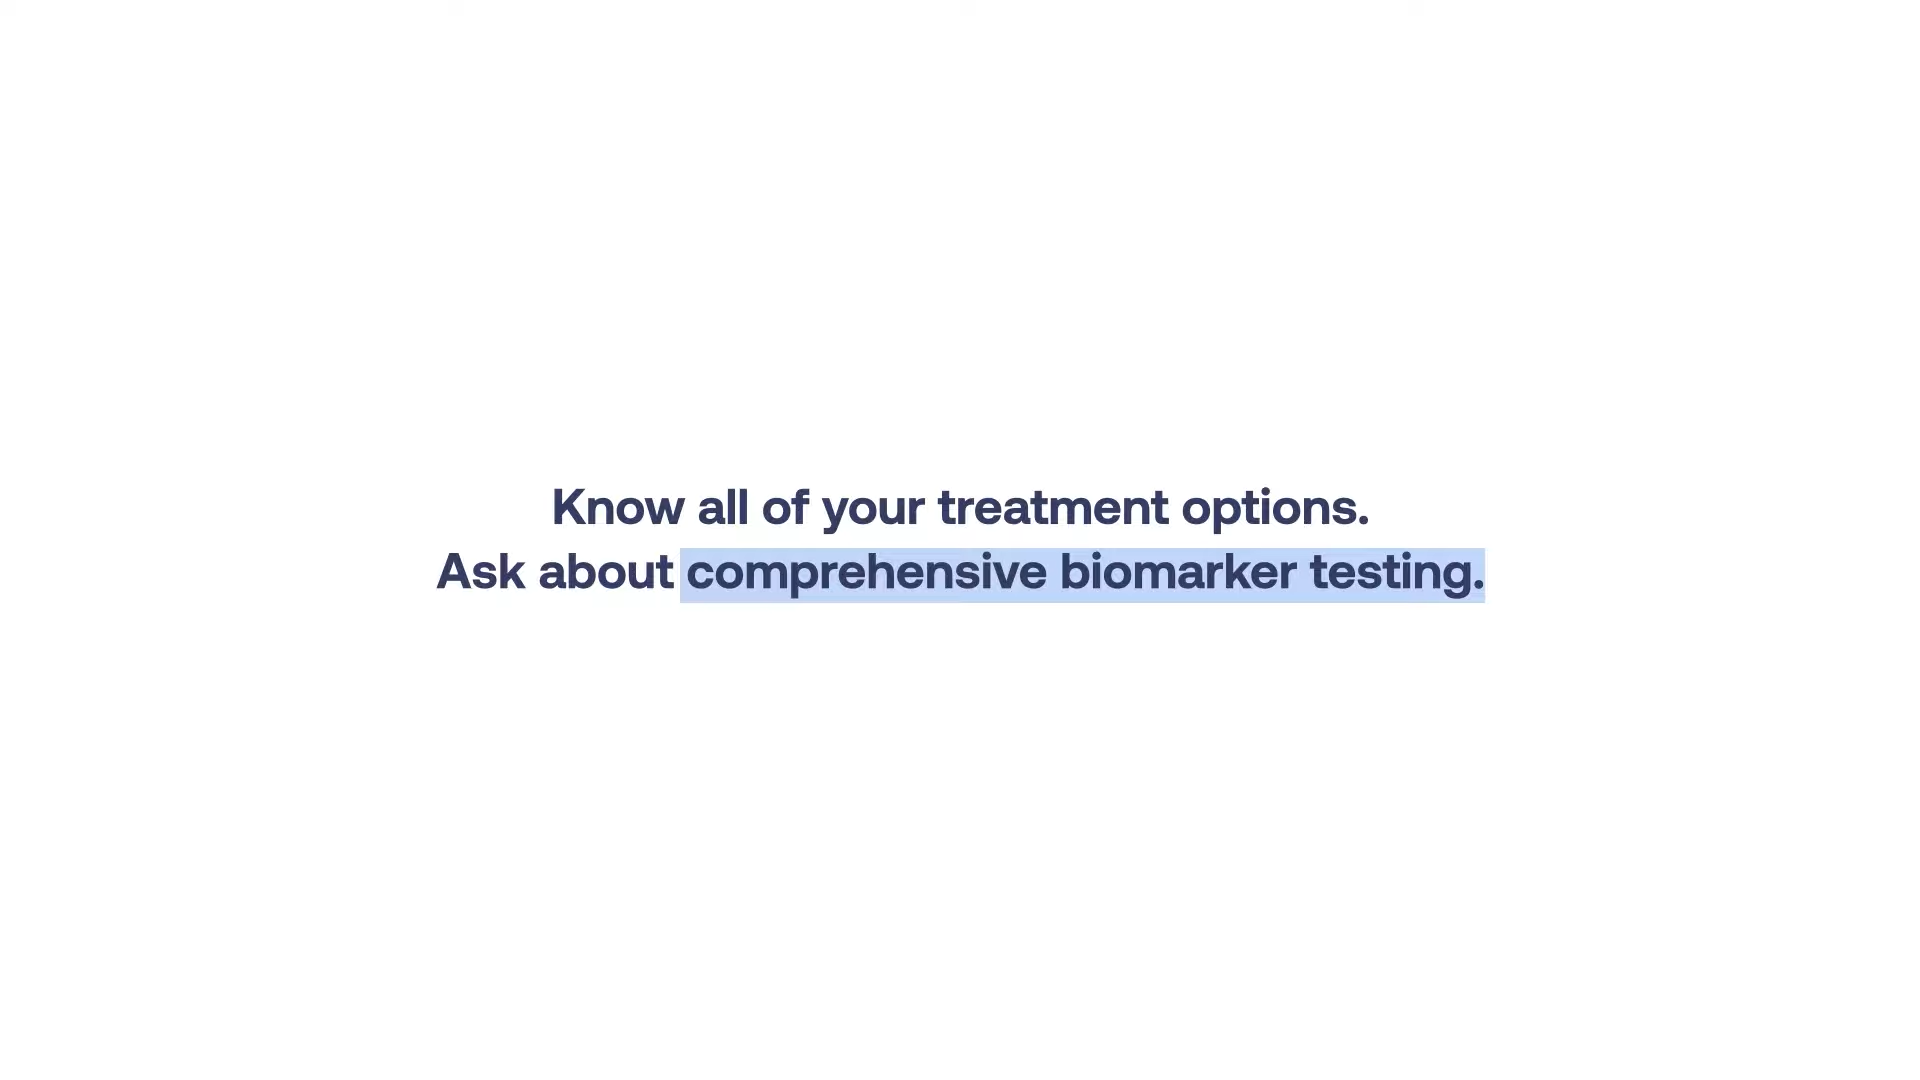 Know all of your treatment options.
Ask about comprehensive biomarker testing.